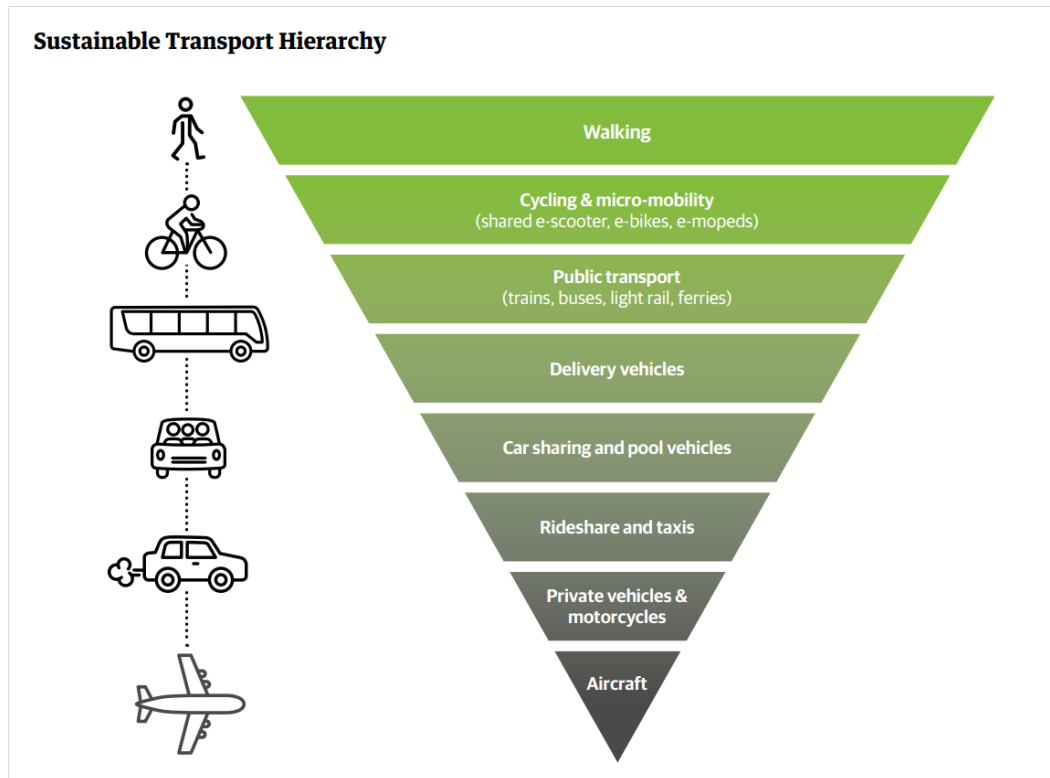 Sustainable Transport Hierarchy
Walking
Cycling & micro-mobility
(shared e-scooter, e-bikes, e-mopeds)
Public transport
(trains, buses, light rail, ferries)
Delivery vehicles
Car sharing and pool vehicles
Rideshare and taxis
Private vehicles &
motorcycles
Aircraft